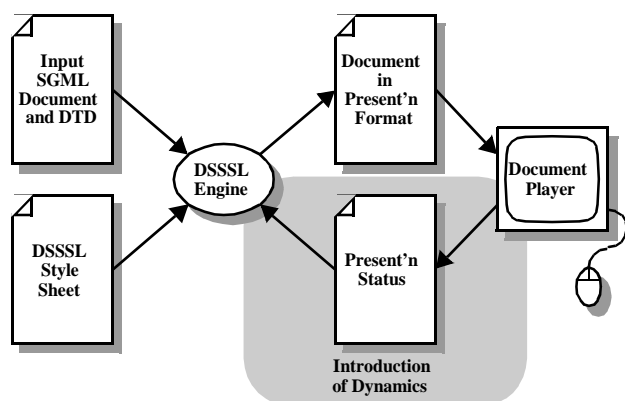 Input
SGML
Document
and DTD
Document
in
Present'n
Format
DSSSL
Engine
Document
Player
DSSSL
Style
Sheet
Present'n
Status
Introduction
of Dynamics